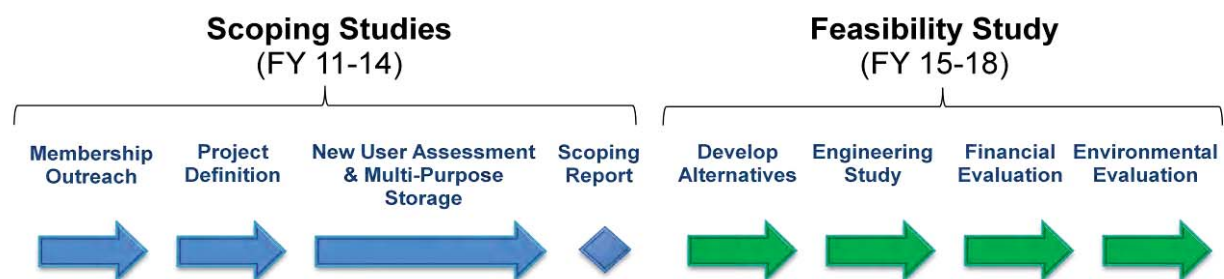 Scoping Studies
(FY 11-14)
Membership
Outreach
Project
Definition
New User Assessment
& Multi-Purpose
Storage
Scoping
Report
Feasibility Study
(FY 15-18)
Develop
Alternatives
Engineering
Study
Financial
Evaluation
Environmental
Evaluation